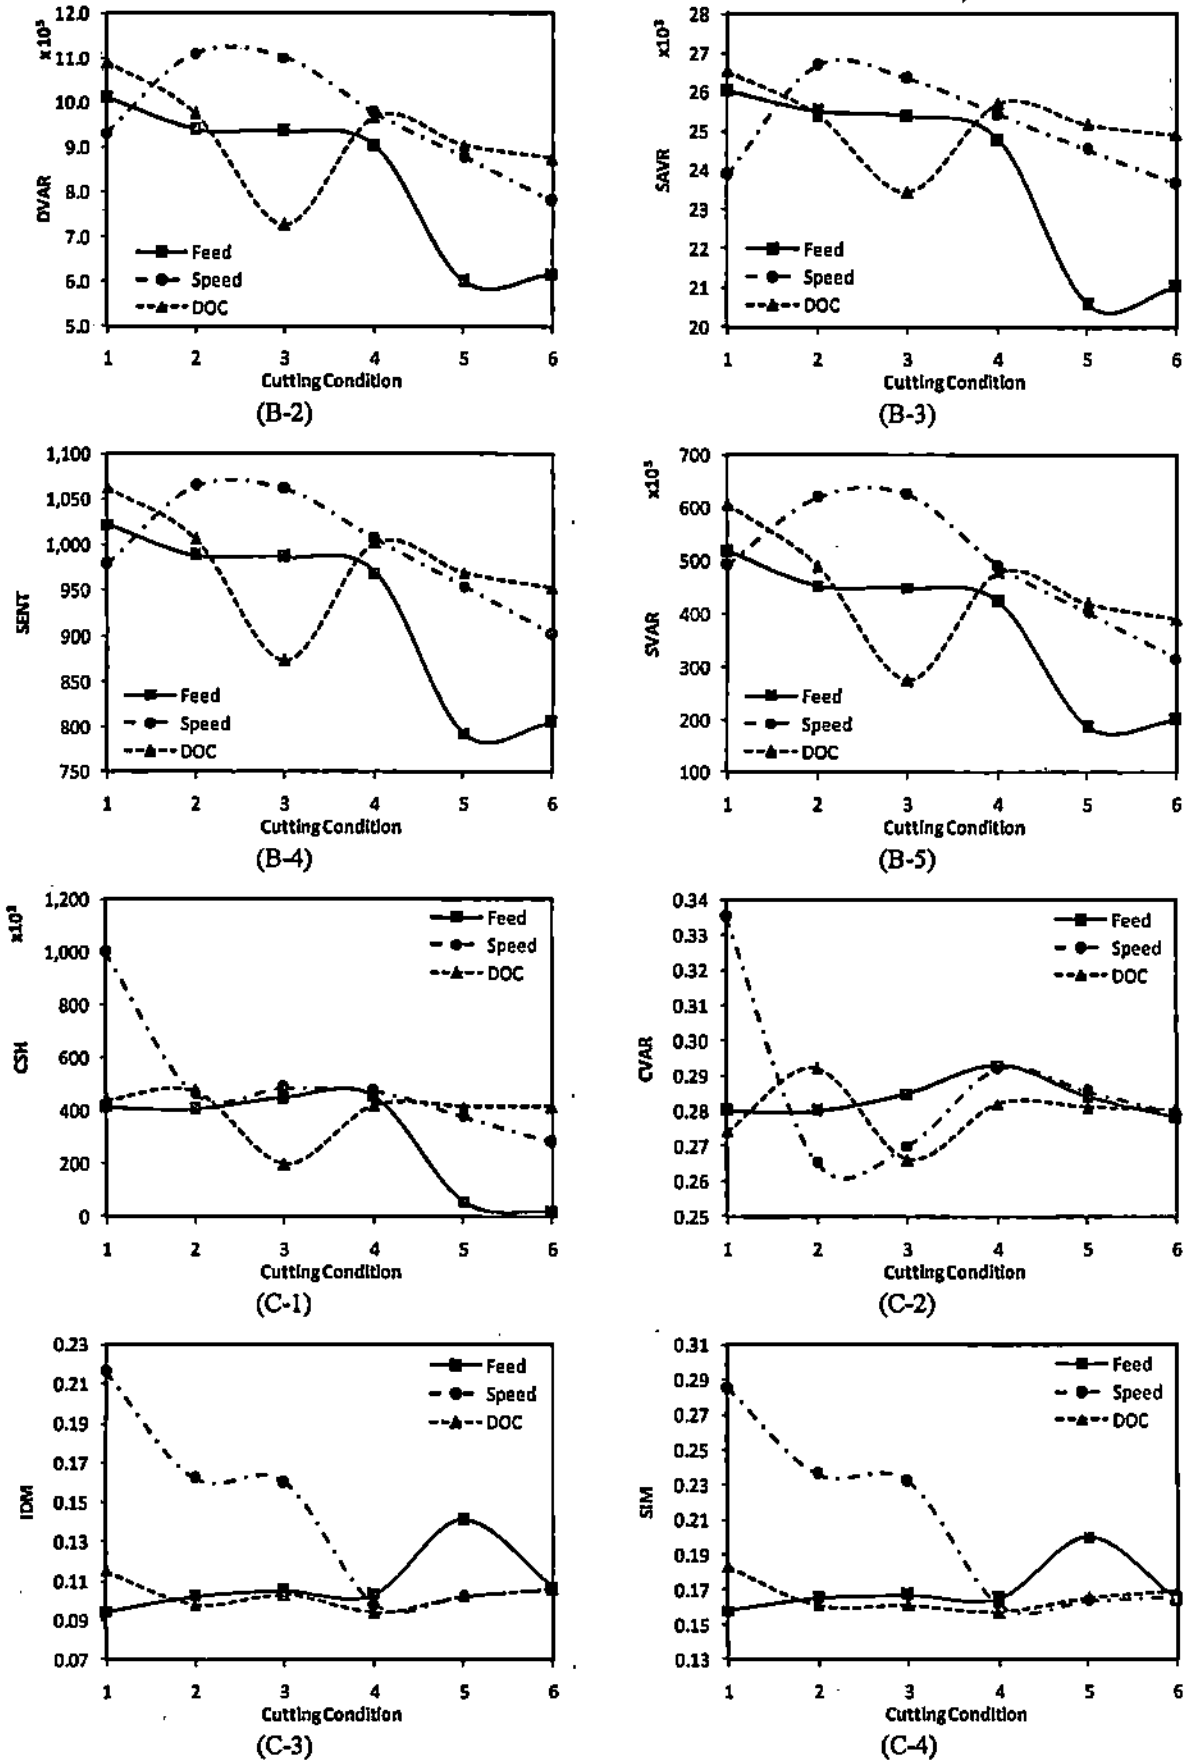 x10³
12.0
11.0
10.0
9.0
8.0
7.0
6.0
5.0
DVAR
Feed
Speed
DOC
1 2 3 4 5 6
Cutting Condition
(B-2)
x10³
28
27
26
25
24
23
22
21
20
SAVR
Feed
Speed
DOC
1 2 3 4 5 6
Cutting Condition
(B-3)
1,100
1,050
1,000
950
900
850
800
750
SENT
Feed
Speed
DOC
1 2 3 4 5 6
Cutting Condition
(B-4)
x10³
700
600
500
400
300
200
100
SVAR
Feed
Speed
DOC
1 2 3 4 5 6
Cutting Condition
(B-5)
x10³
1,200
1,000
800
600
400
200
0
CSH
Feed
Speed
DOC
1 2 3 4 5 6
Cutting Condition
(C-1)
0.34
0.33
0.32
0.31
0.30
0.29
0.28
0.27
0.26
0.25
CVAR
Feed
Speed
DOC
1 2 3 4 5 6
Cutting Condition
(C-2)
0.23
0.21
0.19
0.17
0.15
0.13
0.11
0.09
0.07
IDM
Feed
Speed
DOC
1 2 3 4 5 6
Cutting Condition
(C-3)
0.31
0.29
0.27
0.25
0.23
0.21
0.19
0.17
0.15
0.13
SIM
Feed
Speed
DOC
1 2 3 4 5 6
Cutting Condition
(C-4)